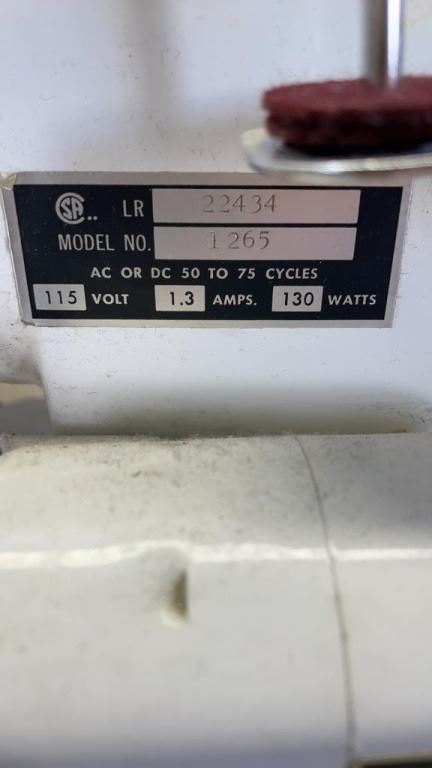 SA.. LR 22434
MODEL NO. 1265
AC OR DC 50 TO 75 CYCLES
115 VOLT 1.3 AMPS. 130 WATTS